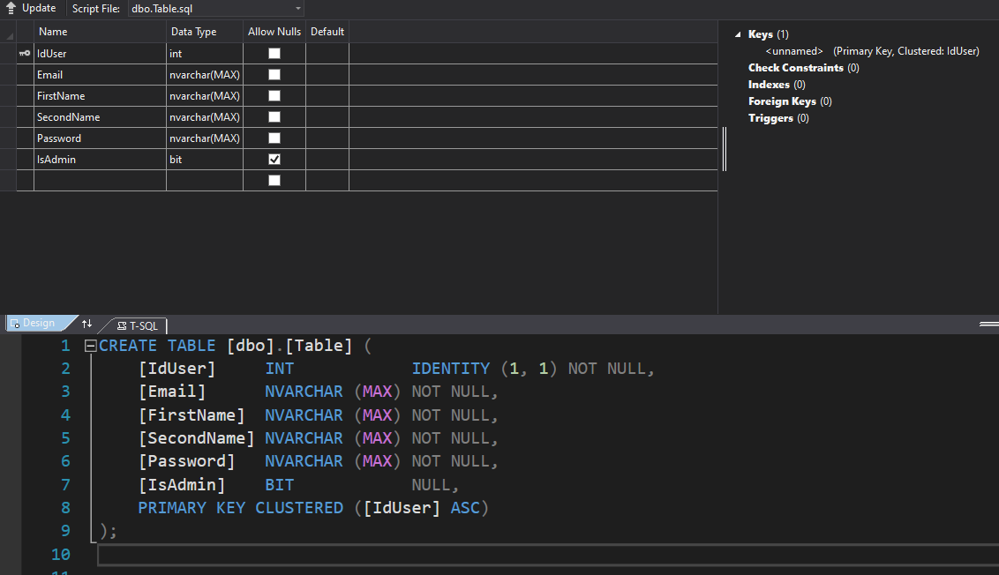 Update Script File: dbo.Table.sql
Name Data Type Allow Nulls Default
IdUser int
Email nvarchar(MAX)
FirstName nvarchar(MAX)
SecondName nvarchar(MAX)
Password nvarchar(MAX)
IsAdmin bit
Keys (1)
<unnamed> (Primary Key, Clustered: IdUser)
Check Constraints (0)
Indexes (0)
Foreign Keys (0)
Triggers (0)
Design T-SQL
1 CREATE TABLE [dbo].[Table] (
2 [IdUser] INT IDENTITY (1, 1) NOT NULL,
3 [Email] NVARCHAR (MAX) NOT NULL,
4 [FirstName] NVARCHAR (MAX) NOT NULL,
5 [SecondName] NVARCHAR (MAX) NOT NULL,
6 [Password] NVARCHAR (MAX) NOT NULL,
7 [IsAdmin] BIT NULL,
8 PRIMARY KEY CLUSTERED ([IdUser] ASC)
9 );
10
11